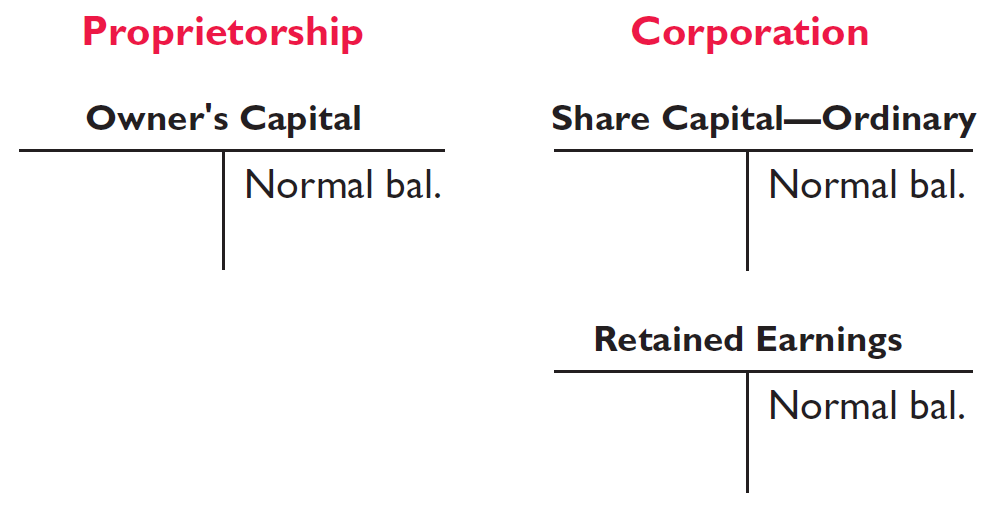 Proprietorship
Corporation
Owner's Capital
Share Capital—Ordinary
Normal bal.
Normal bal.
Retained Earnings
Normal bal.